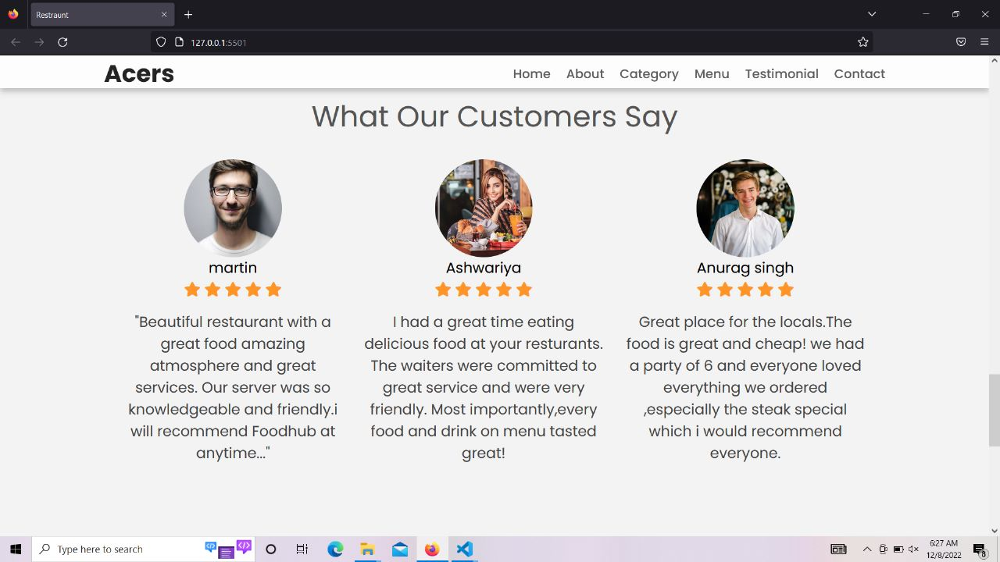 Restraunt
127.0.0.1:5501
Acers
Home About Category Menu Testimonial Contact
What Our Customers Say
martin
"Beautiful restaurant with a
great food amazing
atmosphere and great
services. Our server was so
knowledgeable and friendly.i
will recommend Foodhub at
anytime..."
Ashwariya
I had a great time eating
delicious food at your resturants.
The waiters were committed to
great service and were very
friendly. Most importantly,every
food and drink on menu tasted
great!
Anurag singh
Great place for the locals.The
food is great and cheap! we had
a party of 6 and everyone loved
everything we ordered
,especially the steak special
which i would recommend
everyone.
Type here to search
6:27 AM
12/8/2022
8